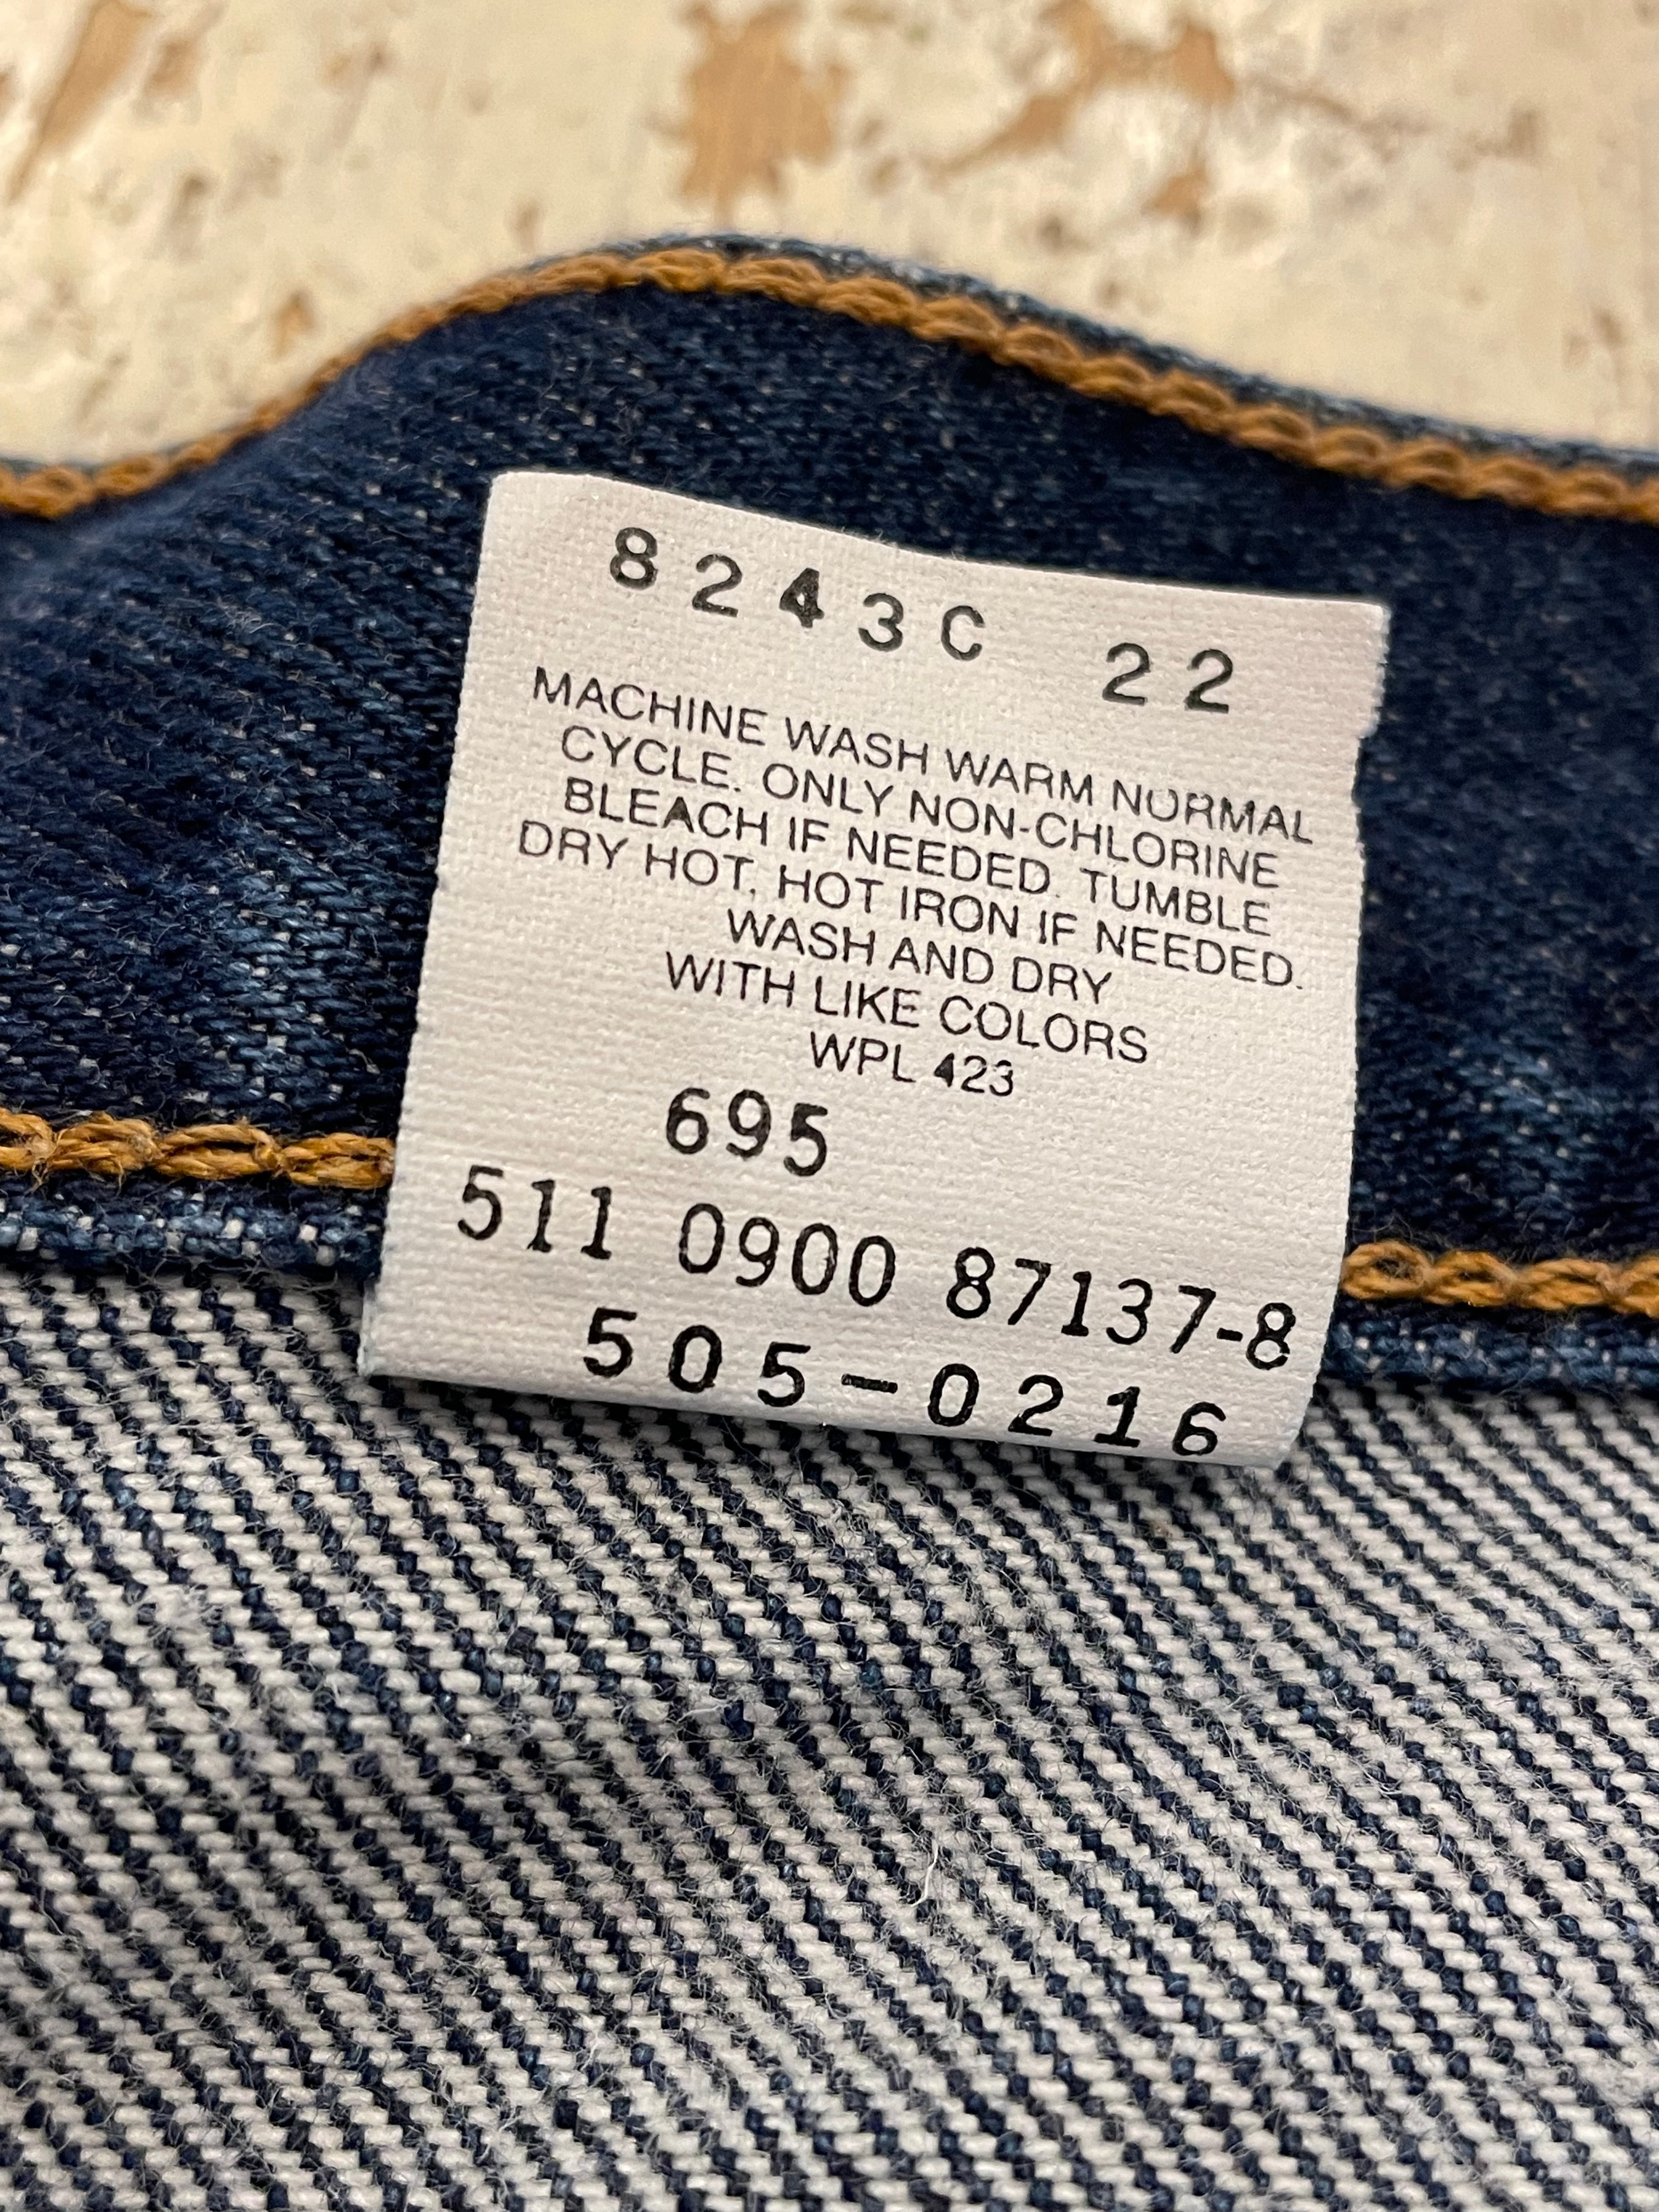 8243C 22
MACHINE WASH WARM NORMAL
CYCLE. ONLY NON-CHLORINE
BLEACH IF NEEDED. TUMBLE
DRY HOT, HOT IRON IF NEEDED.
WASH AND DRY
WITH LIKE COLORS
WPL 423
695
511 0900 87137-8
505-0216